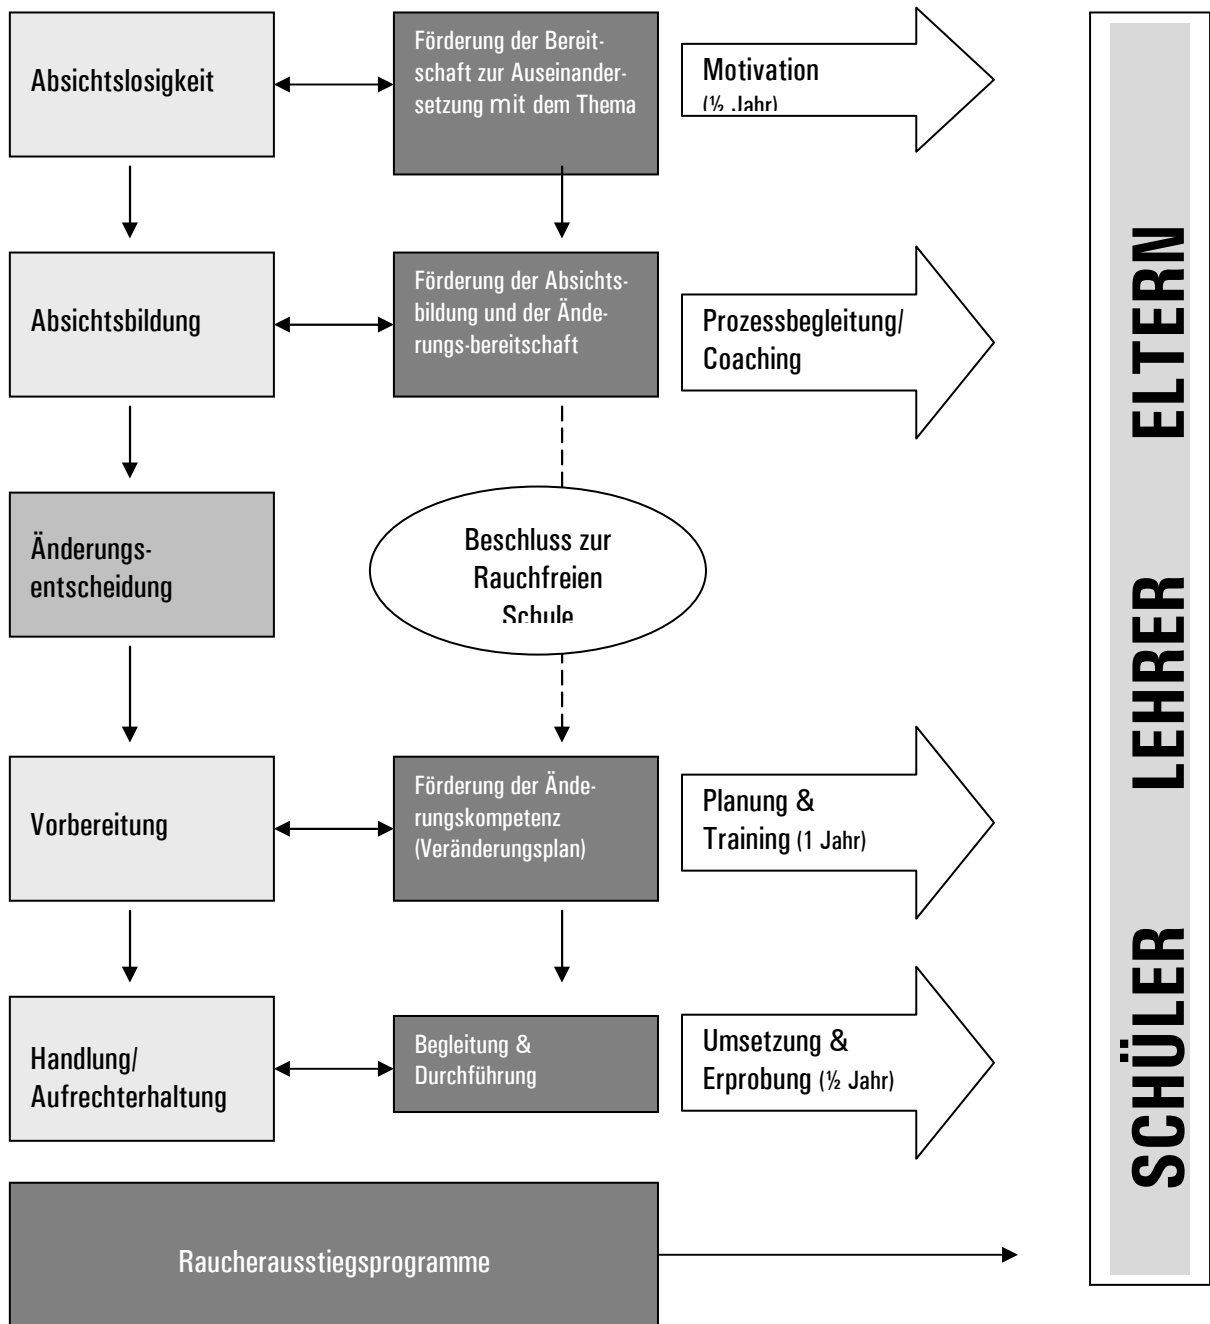 Absichtslosigkeit
Förderung der Bereit-
schaft zur Auseinander-
setzung mit dem Thema
Motivation
(½ Jahr)
Absichtsbildung
Förderung der Absichts-
bildung und der Ände-
rungs-bereitschaft
Prozessbegleitung/
Coaching
Änderungs-
entscheidung
Beschluss zur
Rauchfreien
Schule
Vorbereitung
Förderung der Ände-
rungskompetenz
(Veränderungsplan)
Planung &
Training (1 Jahr)
Handlung/
Aufrechterhaltung
Begleitung &
Durchführung
Umsetzung &
Erprobung (½ Jahr)
Raucherausstiegsprogramme
SCHÜLER LEHRER ELTERN